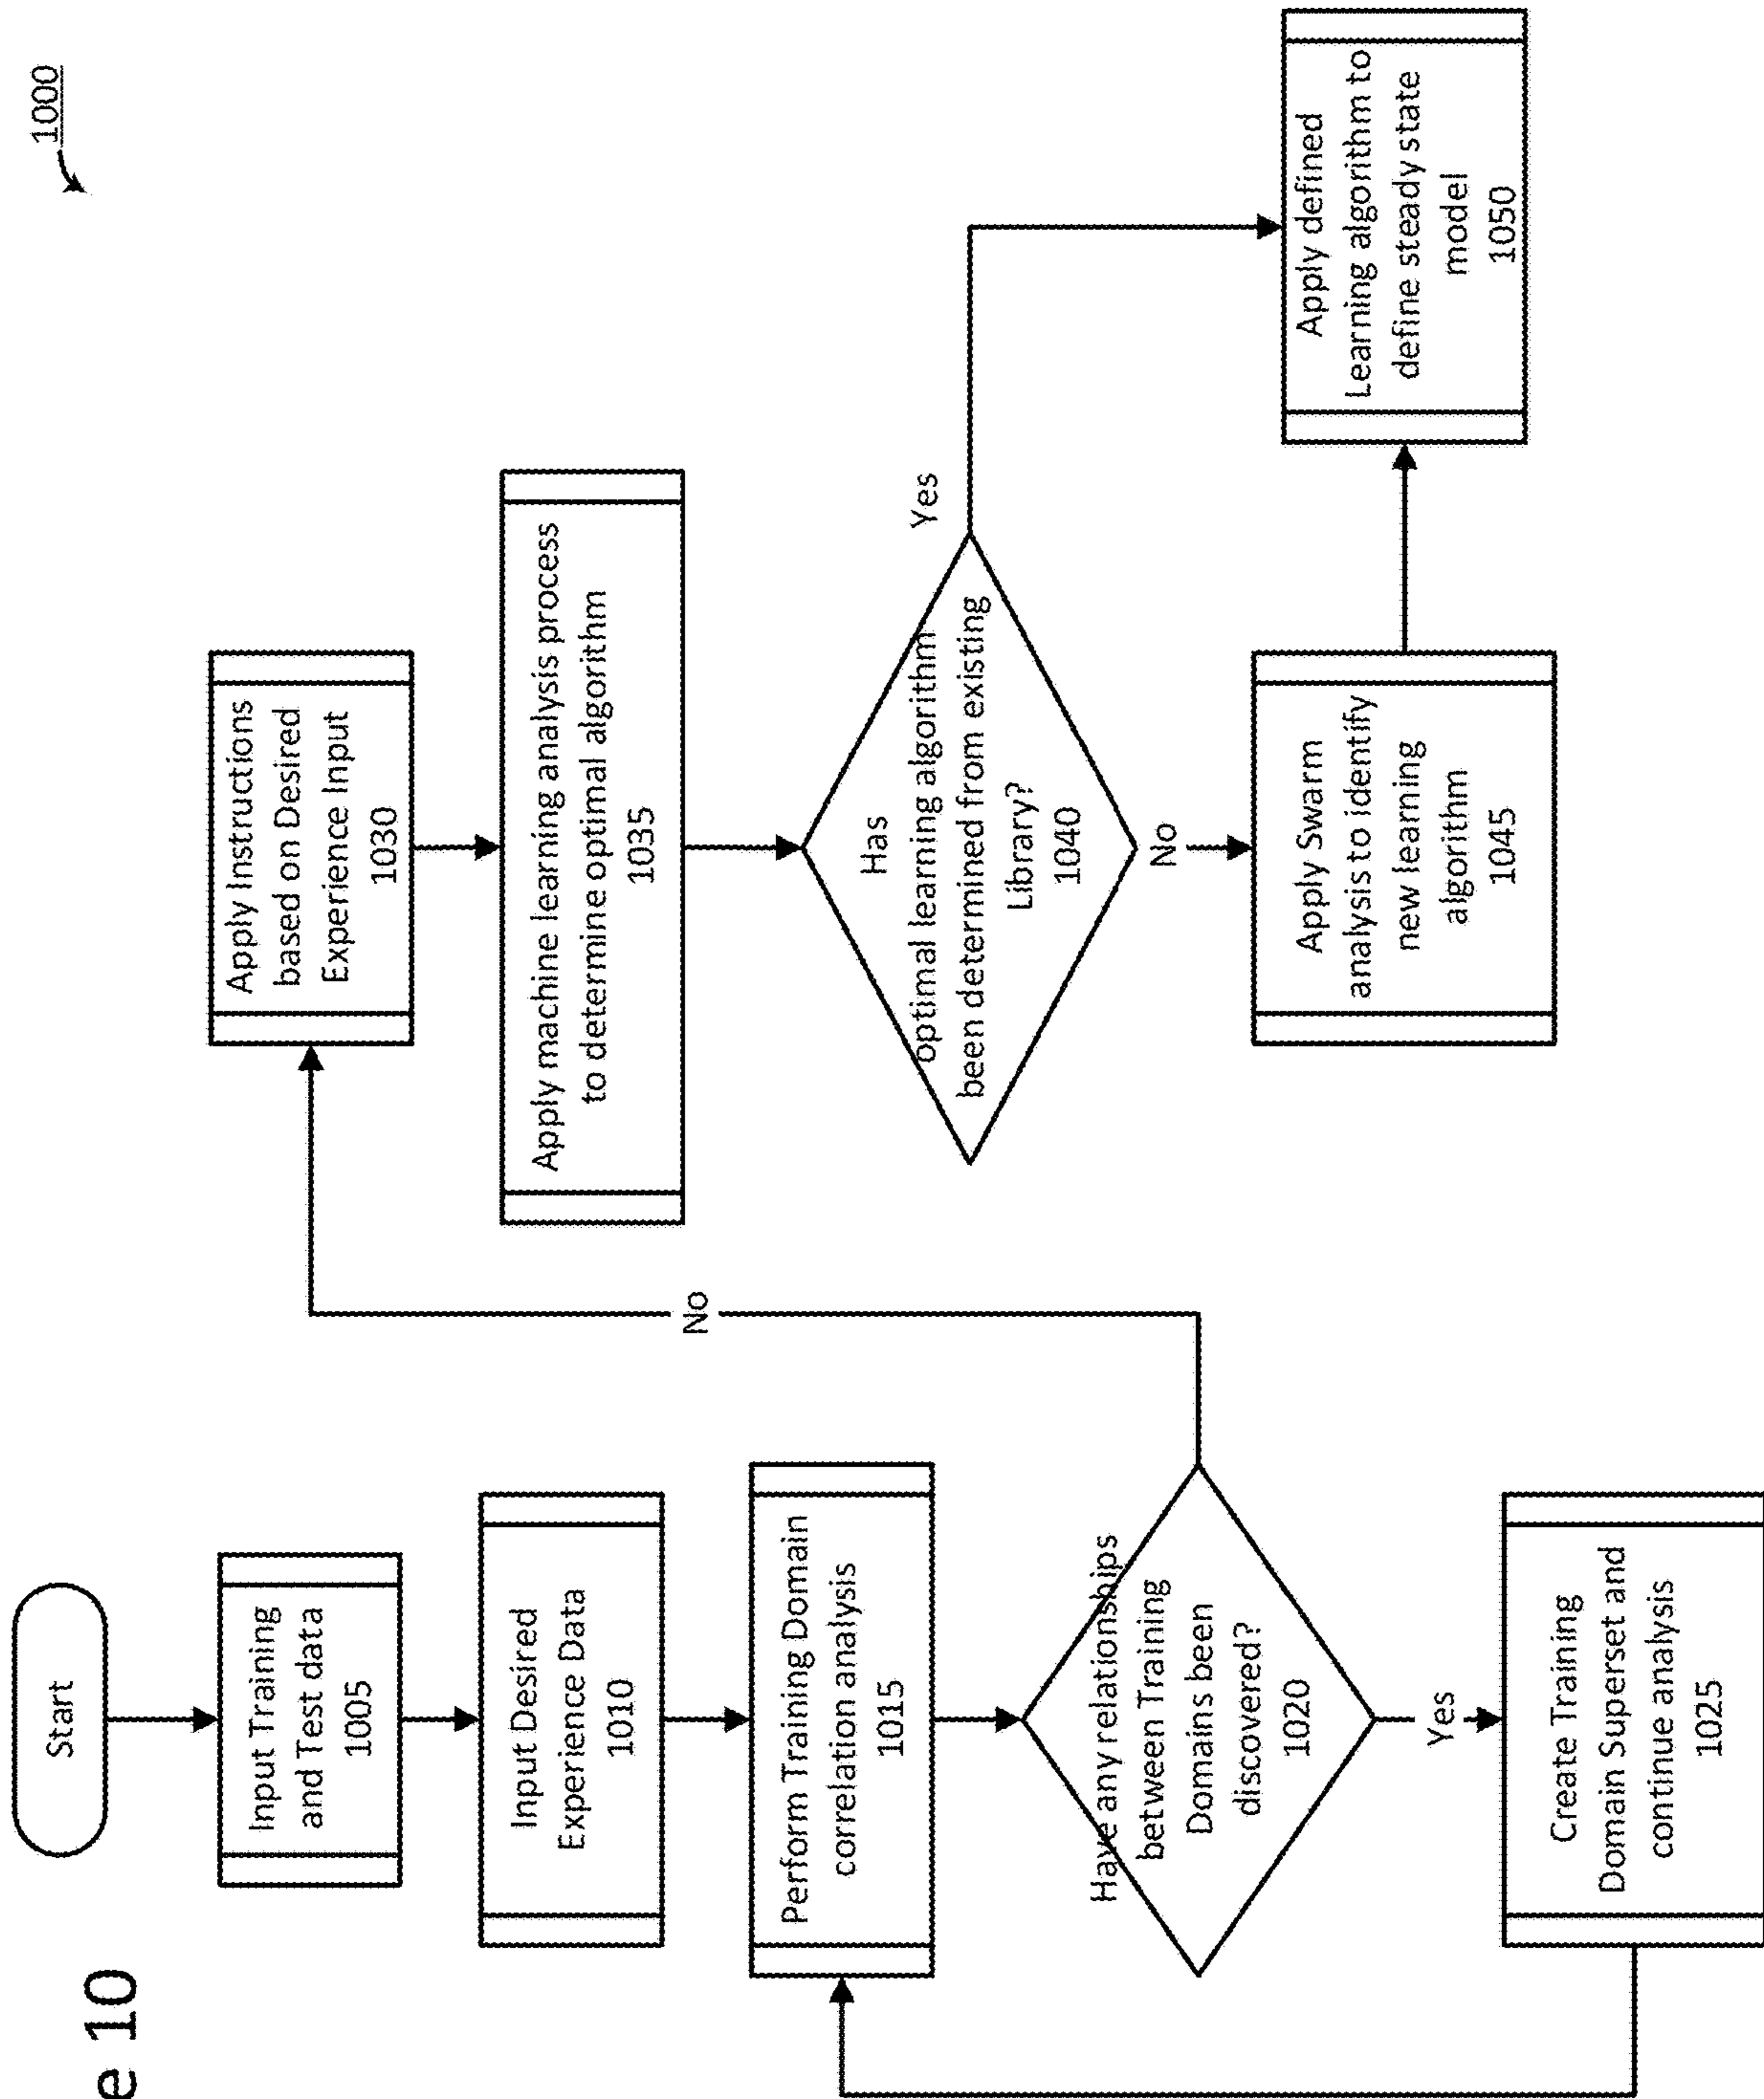 e 10
1000
Start
Input Training
and Test data
1005
Input Desired
Experience Data
1010
Perform Training Domain
correlation analysis
1015
Have any relationships
between Training
Domains been
discovered?
1020
Yes
No
Create Training
Domain Superset and
continue analysis
1025
Apply Instructions
based on Desired
Experience Input
1030
Apply machine learning analysis process
to determine optimal algorithm
1035
Has
optimal learning algorithm
been determined from existing
Library?
1040
Yes
No
Apply Swarm
analysis to identify
new learning
algorithm
1045
Apply defined
Learning algorithm to
define steady state
model
1050